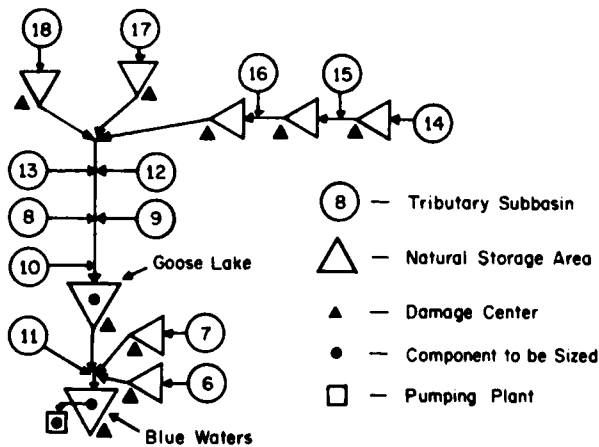 18
17
16
15
14
13
12
8
9
10
Goose Lake
11
7
6
Blue Waters
8 — Tributary Subbasin
— Natural Storage Area
— Damage Center
— Component to be Sized
— Pumping Plant